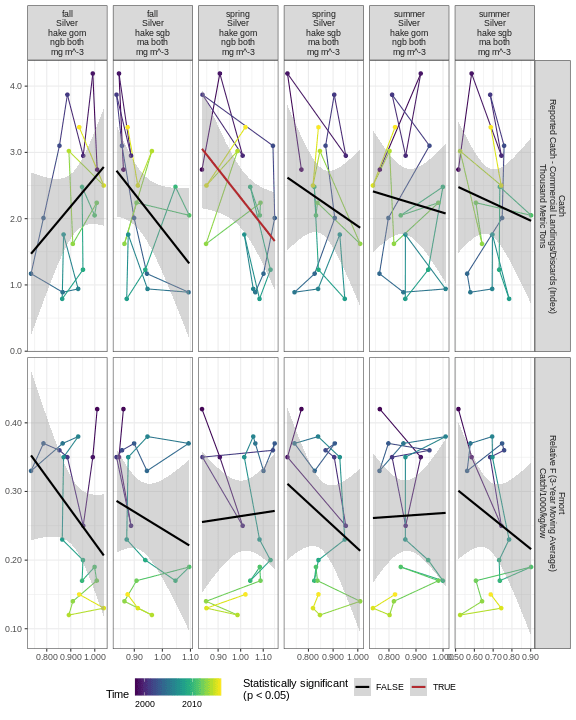 fall
Silver
hake gom
ngb both
mg m^-3
fall
Silver
hake sgb
ma both
mg m^-3
spring
Silver
hake gom
ngb both
mg m^-3
spring
Silver
hake sgb
ma both
mg m^-3
summer
Silver
hake gom
ngb both
mg m^-3
summer
Silver
hake sgb
ma both
mg m^-3
4.0
3.0
2.0
1.0
0.0
Catch
Reported Catch - Commercial Landings/Discards (Index)
Thousand Metric Tons
0.40
0.30
0.20
0.10
Fmort
Relative F (3-Year Moving Average)
Catch/1000/kg/tow
0.800 0.900 1.000
0.90 1.00 1.10
0.90 1.00 1.10
0.800 0.900 1.000
0.800 0.900 1.000
0.50 0.60 0.70 0.80 0.90
Time
2000 2010
Statistically significant
(p < 0.05)
FALSE
TRUE